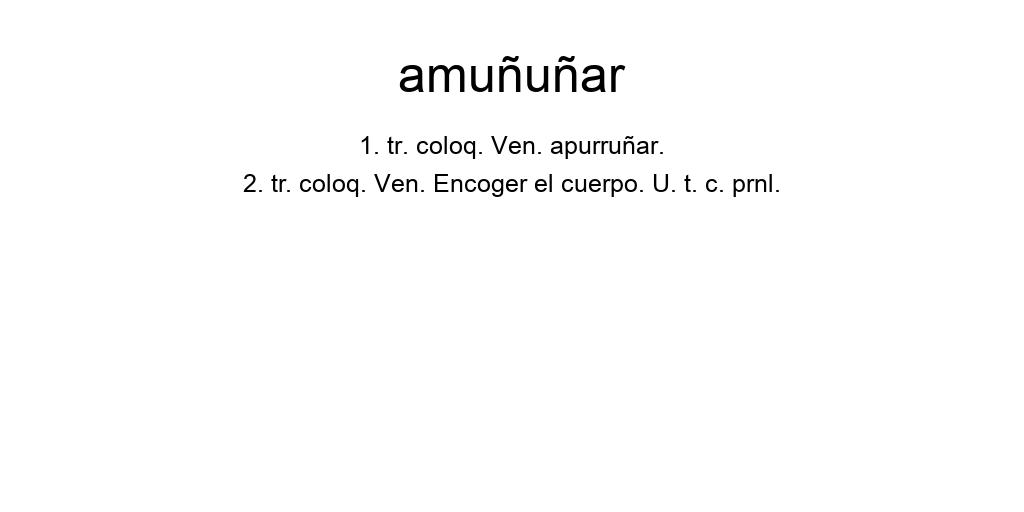 amuñuñar
1. tr. coloq. Ven. apurruñar.
2. tr. coloq. Ven. Encoger el cuerpo. U. t. c. prnl.